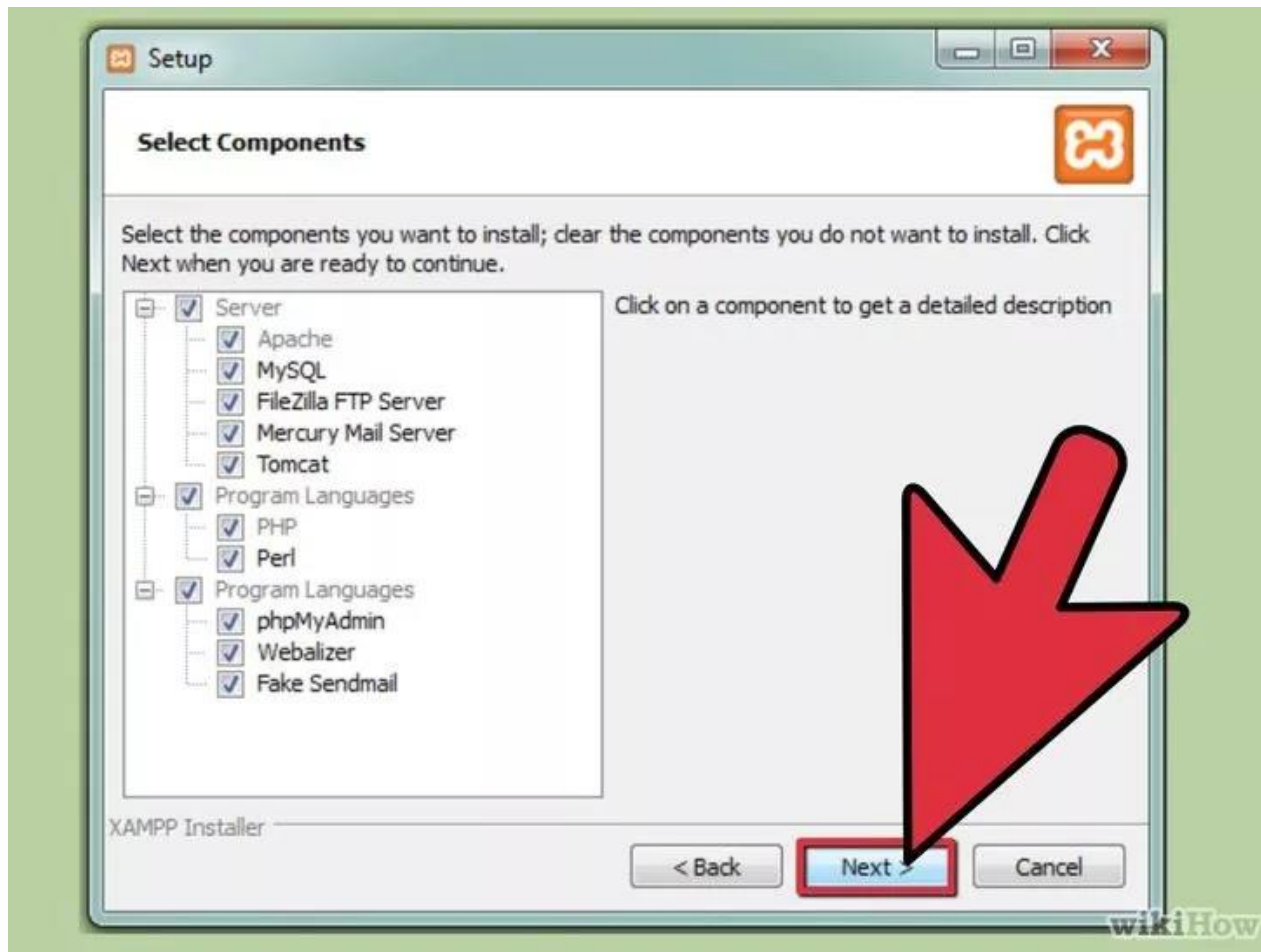 Setup
Select Components
Select the components you want to install; clear the components you do not want to install. Click
Next when you are ready to continue.
Server
Apache
MySQL
FileZilla FTP Server
Mercury Mail Server
Tomcat
Program Languages
PHP
Perl
Program Languages
phpMyAdmin
Webalizer
Fake Sendmail
Click on a component to get a detailed description
XAMPP Installer
< Back
Next >
Cancel
wikiHow